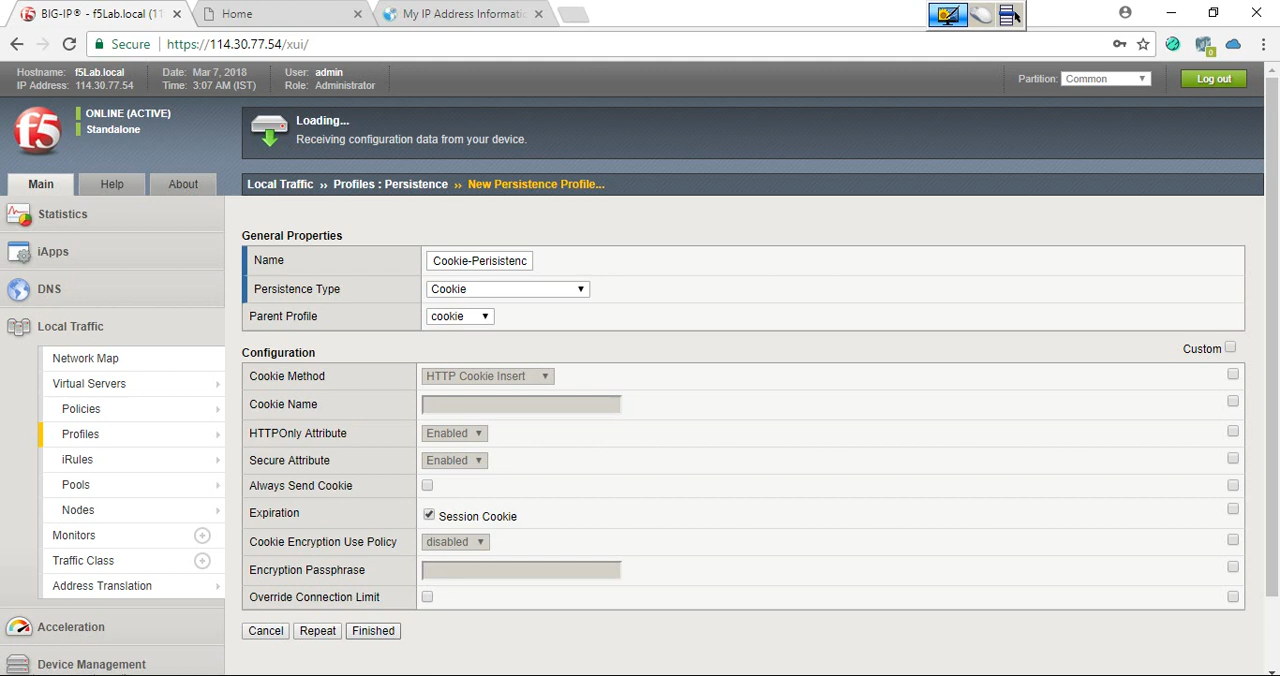 BIG-IP® - f5Lab.local (11
Home
My IP Address Informati
Secure
https://114.30.77.54/xui/
Hostname: f5Lab.local Date: Mar 7, 2018 User: admin
IP Address: 114.30.77.54 Time: 3:07 AM (IST) Role: Administrator
Partition: Common
Log out
f5
ONLINE (ACTIVE)
Standalone
Loading...
Receiving configuration data from your device.
Main Help About
Local Traffic ›› Profiles : Persistence ›› New Persistence Profile...
Statistics
iApps
DNS
Local Traffic
Network Map
Virtual Servers
Policies
Profiles
iRules
Pools
Nodes
Monitors
Traffic Class
Address Translation
Acceleration
Device Management
General Properties
Name Cookie-Perisistenc
Persistence Type Cookie
Parent Profile cookie
Configuration Custom
Cookie Method HTTP Cookie Insert
Cookie Name
HTTPOnly Attribute Enabled
Secure Attribute Enabled
Always Send Cookie
Expiration Session Cookie
Cookie Encryption Use Policy disabled
Encryption Passphrase
Override Connection Limit
Cancel Repeat Finished